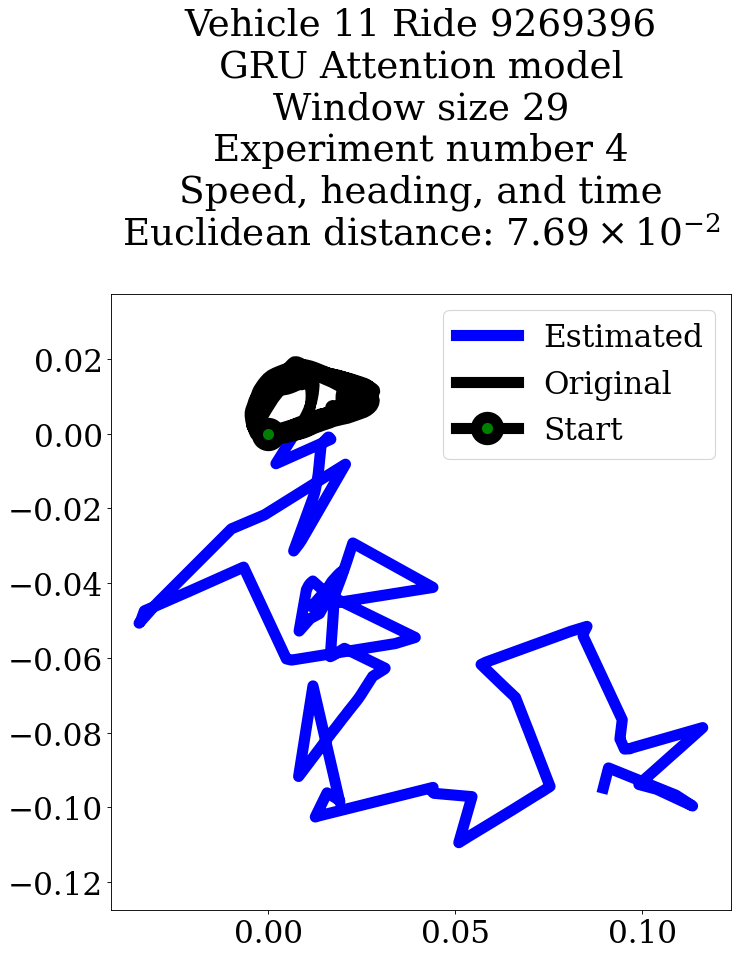 Vehicle 11 Ride 9269396
GRU Attention model
Window size 29
Experiment number 4
Speed, heading, and time
Euclidean distance: 7.69 × 10⁻²
Estimated
Original
Start
0.02
0.00
−0.02
−0.04
−0.06
−0.08
−0.10
−0.12
0.00 0.05 0.10